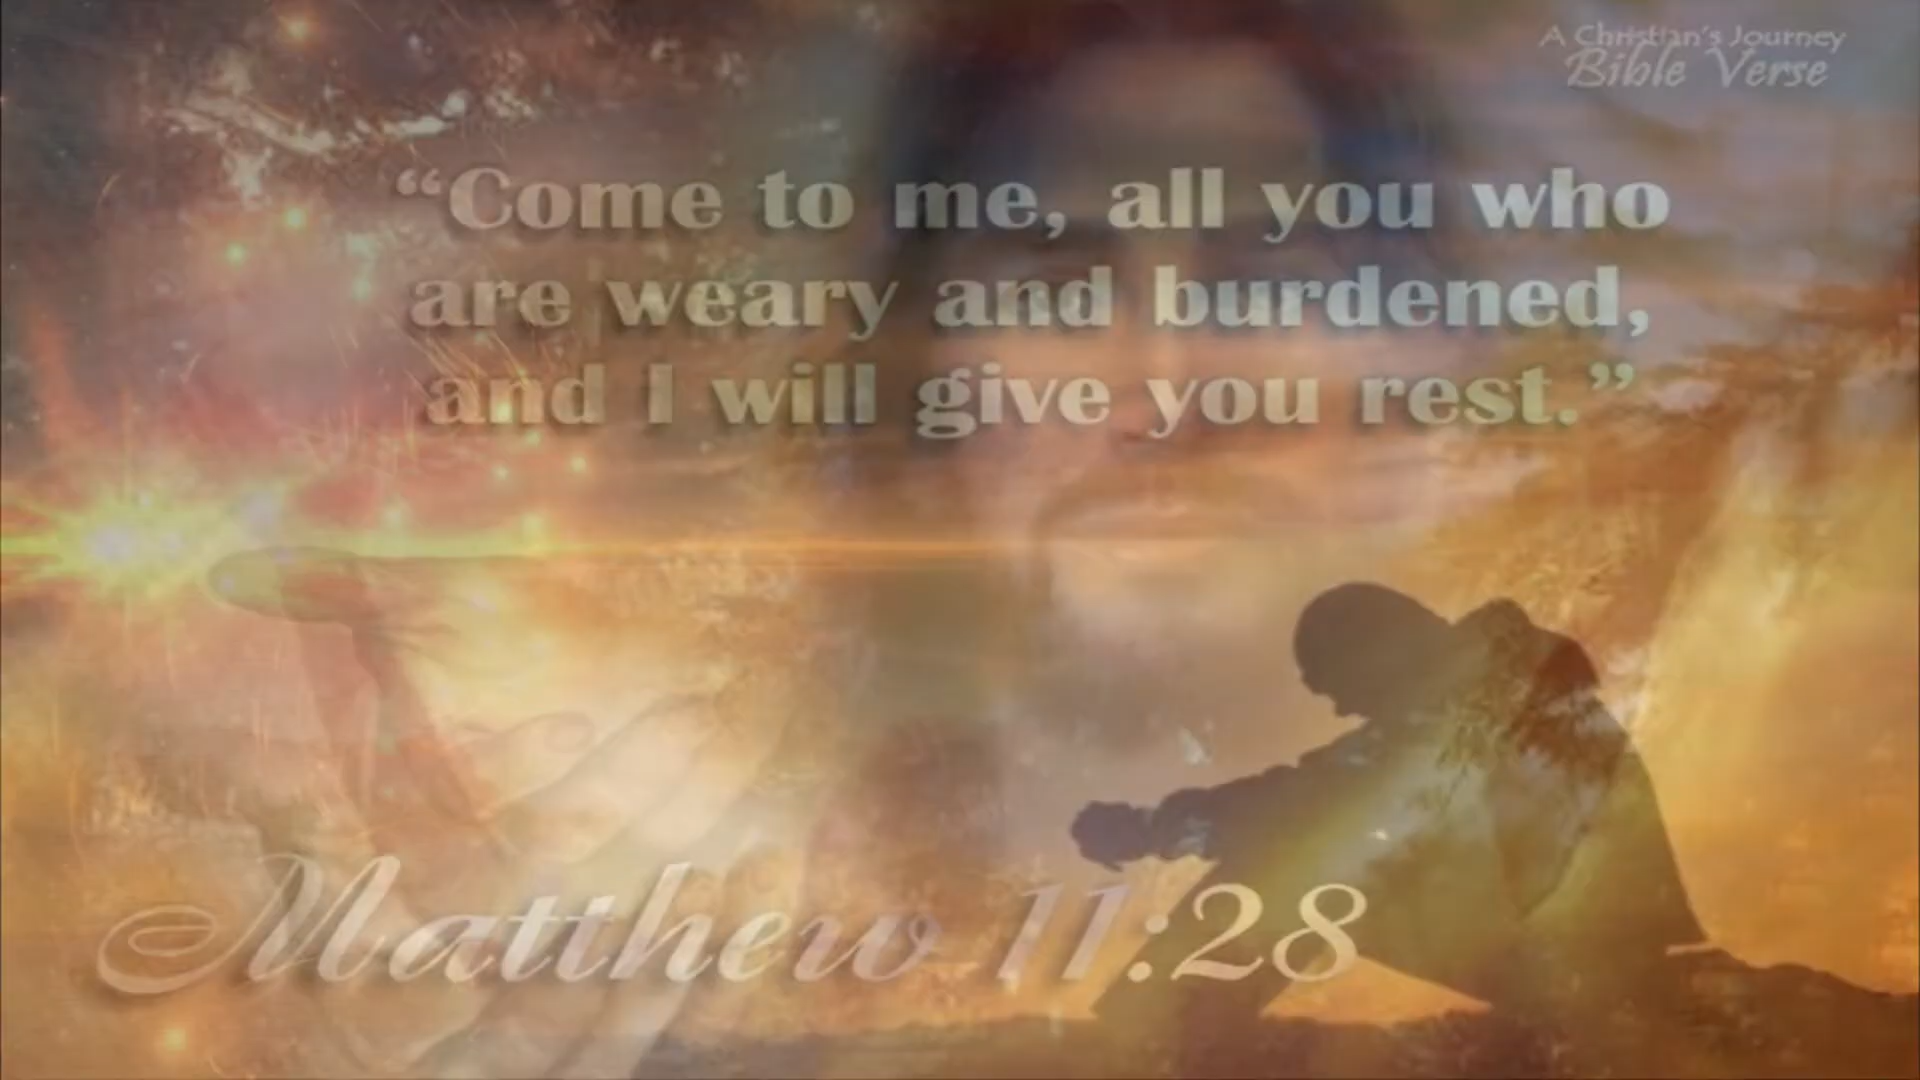 A Christian's Journey
Bible Verse
“Come to me, all you who
are weary and burdened,
and I will give you rest.”
Matthew 11:28